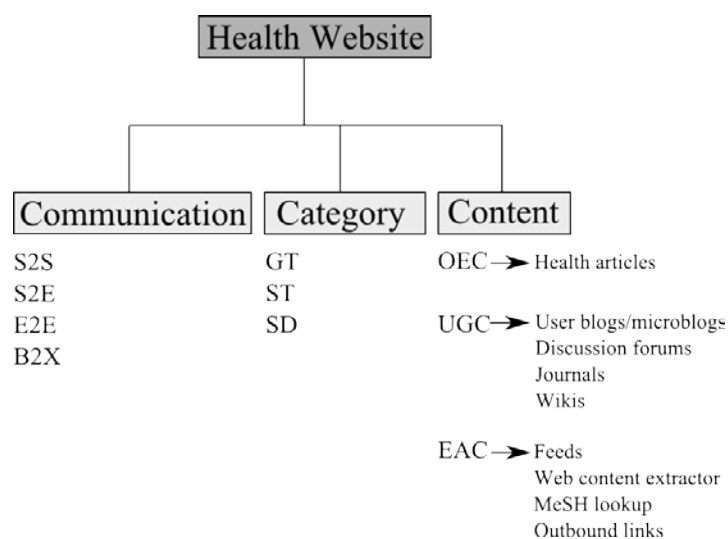 Health Website
Communication
Category
Content
S2S
S2E
E2E
B2X
GT
ST
SD
OEC
Health articles
UGC
User blogs/microblogs
Discussion forums
Journals
Wikis
EAC
Feeds
Web content extractor
MeSH lookup
Outbound links